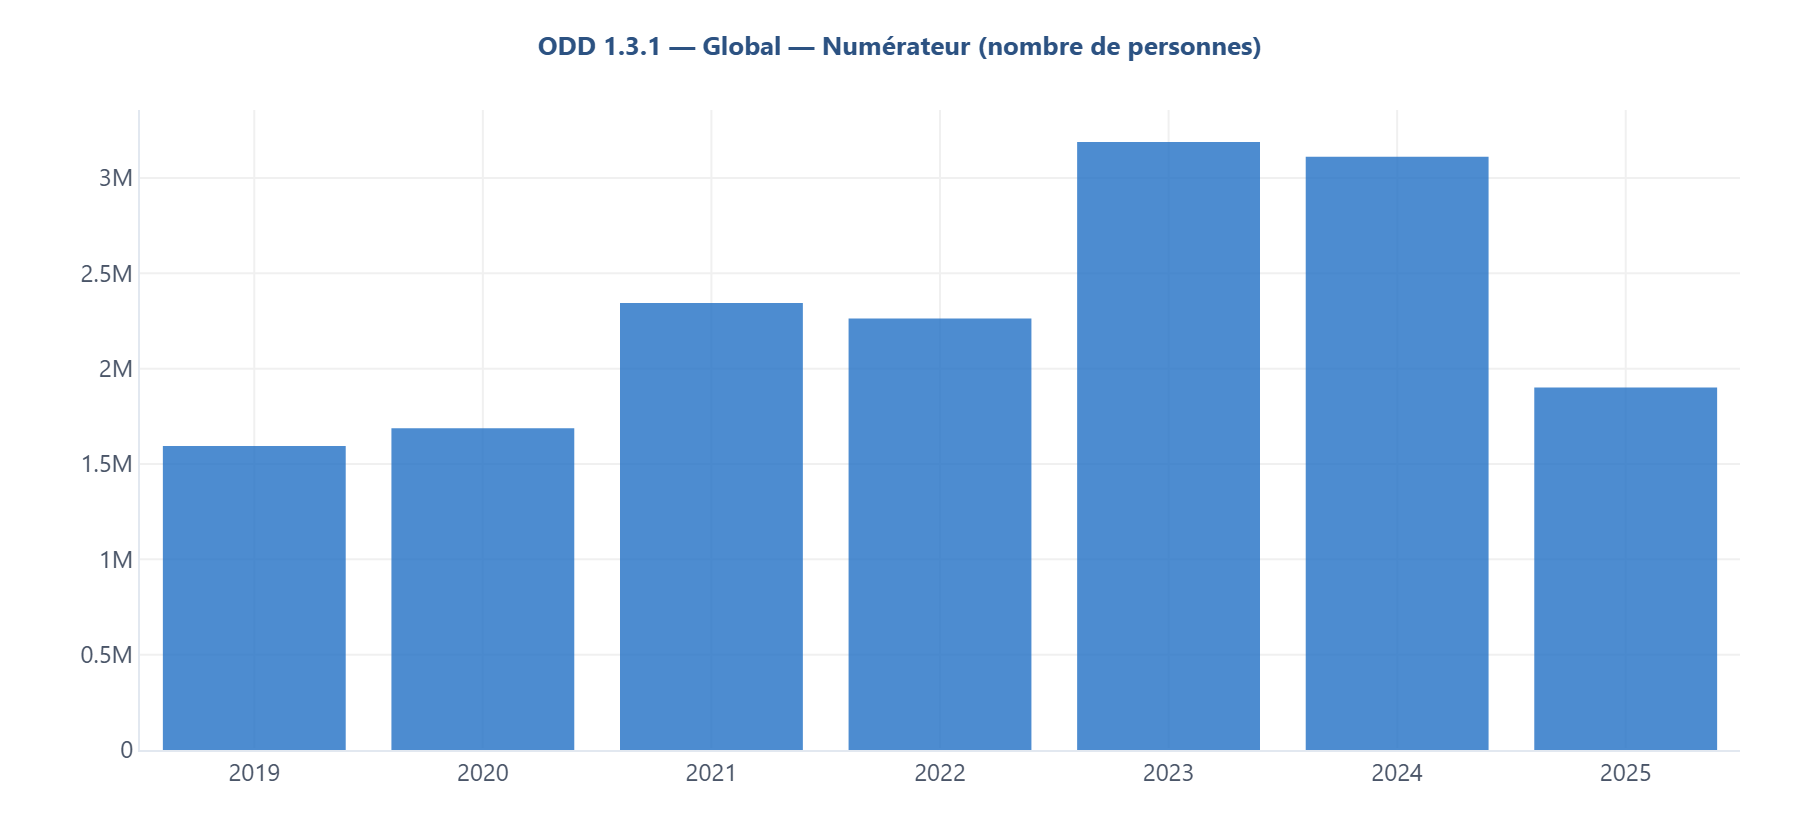 ODD 1.3.1 — Global — Numérateur (nombre de personnes)
3M
2.5M
2M
1.5M
1M
0.5M
0
2019 2020 2021 2022 2023 2024 2025